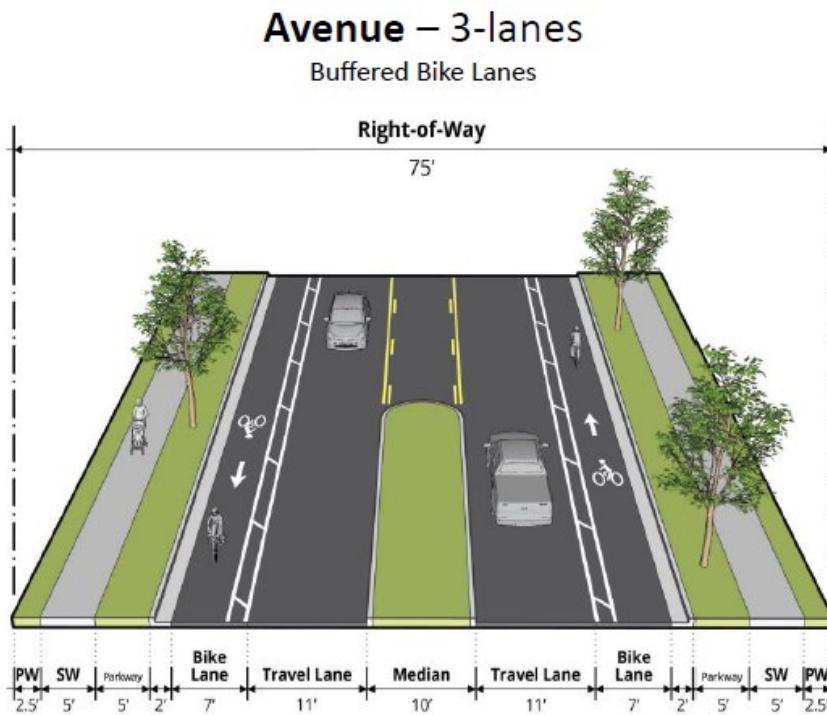 Avenue – 3-lanes
Buffered Bike Lanes
Right-of-Way
75'
PW SW Parkway Bike Lane Travel Lane Median Travel Lane Bike Lane Parkway SW PW
2.5' 5' 5' 2' 7' 11' 10' 11' 7' 2' 5' 5' 2.5'